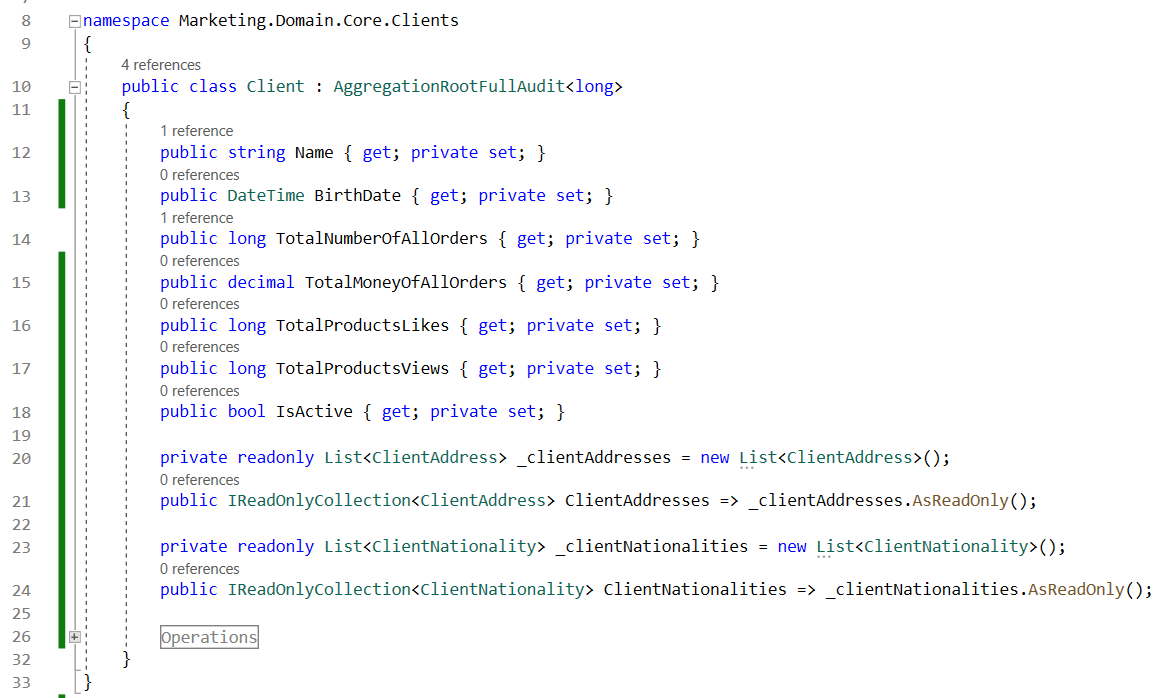 8 namespace Marketing.Domain.Core.Clients
9 {
4 references
10 public class Client : AggregationRootFullAudit<long>
11 {
1 reference
12 public string Name { get; private set; }
0 references
13 public DateTime BirthDate { get; private set; }
1 reference
14 public long TotalNumberOfAllOrders { get; private set; }
0 references
15 public decimal TotalMoneyOfAllOrders { get; private set; }
0 references
16 public long TotalProductsLikes { get; private set; }
0 references
17 public long TotalProductsViews { get; private set; }
0 references
18 public bool IsActive { get; private set; }
19
20 private readonly List<ClientAddress> _clientAddresses = new List<ClientAddress>();
0 references
21 public IReadOnlyCollection<ClientAddress> ClientAddresses => _clientAddresses.AsReadOnly();
22
23 private readonly List<ClientNationality> _clientNationalities = new List<ClientNationality>();
0 references
24 public IReadOnlyCollection<ClientNationality> ClientNationalities => _clientNationalities.AsReadOnly();
25
26 Operations
32 }
33 }